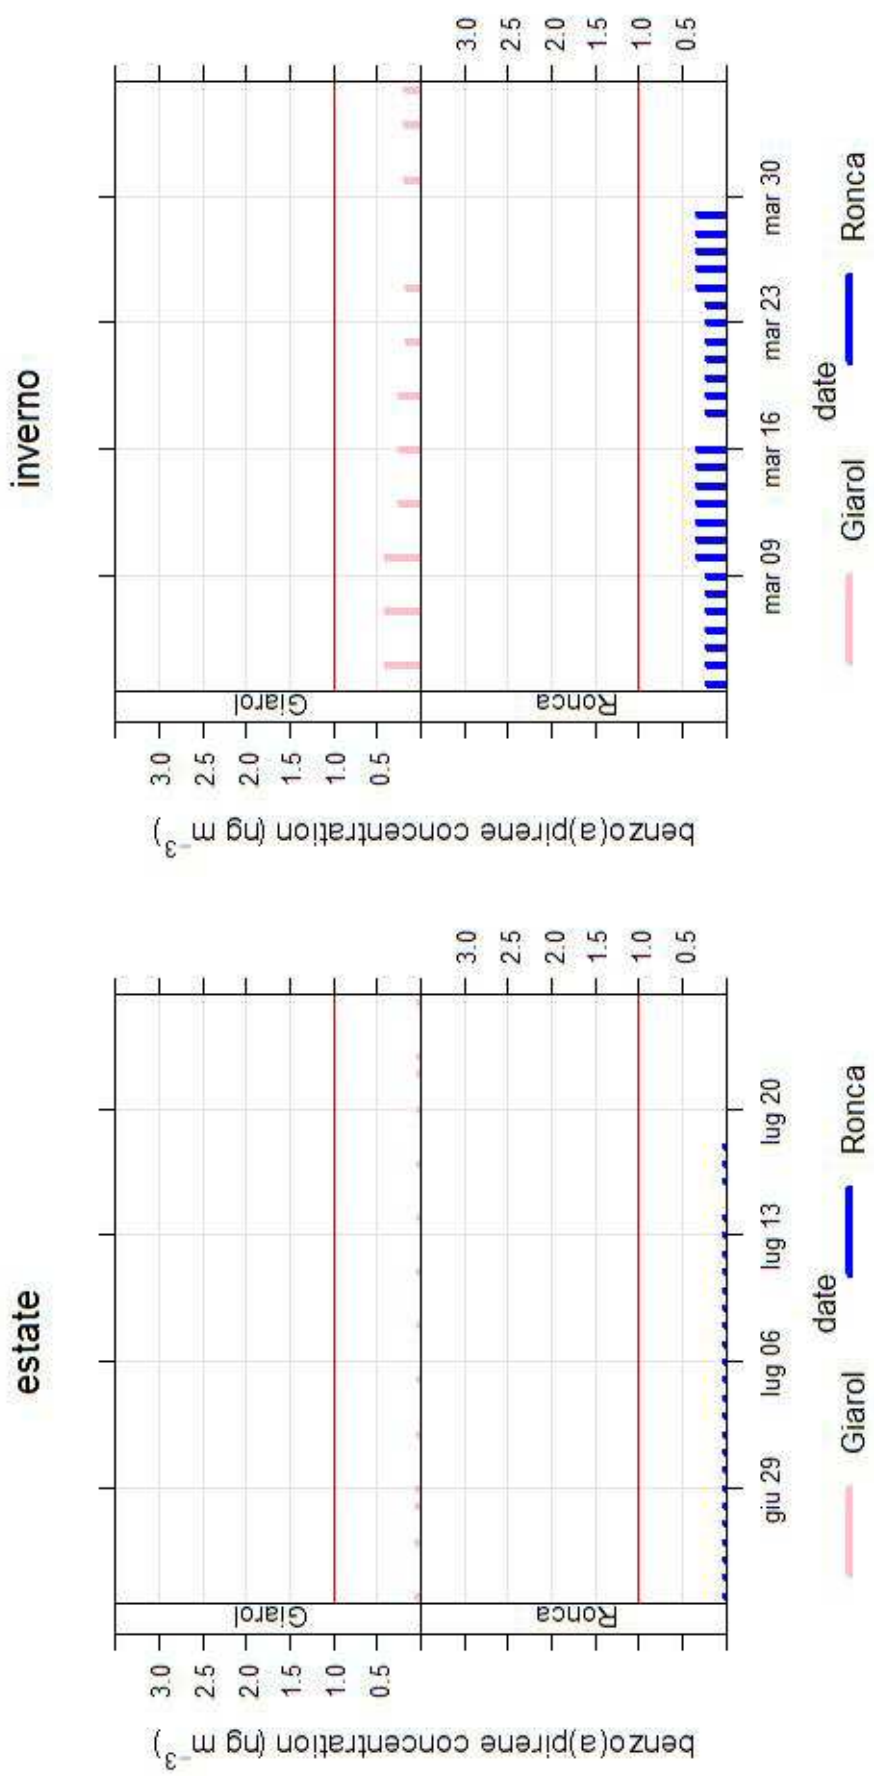 inverno
3.0
2.5
2.0
1.5
1.0
0.5
Giarol
Ronca
3.0
2.5
2.0
1.5
1.0
0.5
benzo(a)pirene concentration (ng m⁻³)
mar 09
mar 16
mar 23
mar 30
date
Giarol
Ronca
estate
3.0
2.5
2.0
1.5
1.0
0.5
Giarol
Ronca
3.0
2.5
2.0
1.5
1.0
0.5
benzo(a)pirene concentration (ng m⁻³)
giu 29
lug 06
lug 13
lug 20
date
Giarol
Ronca